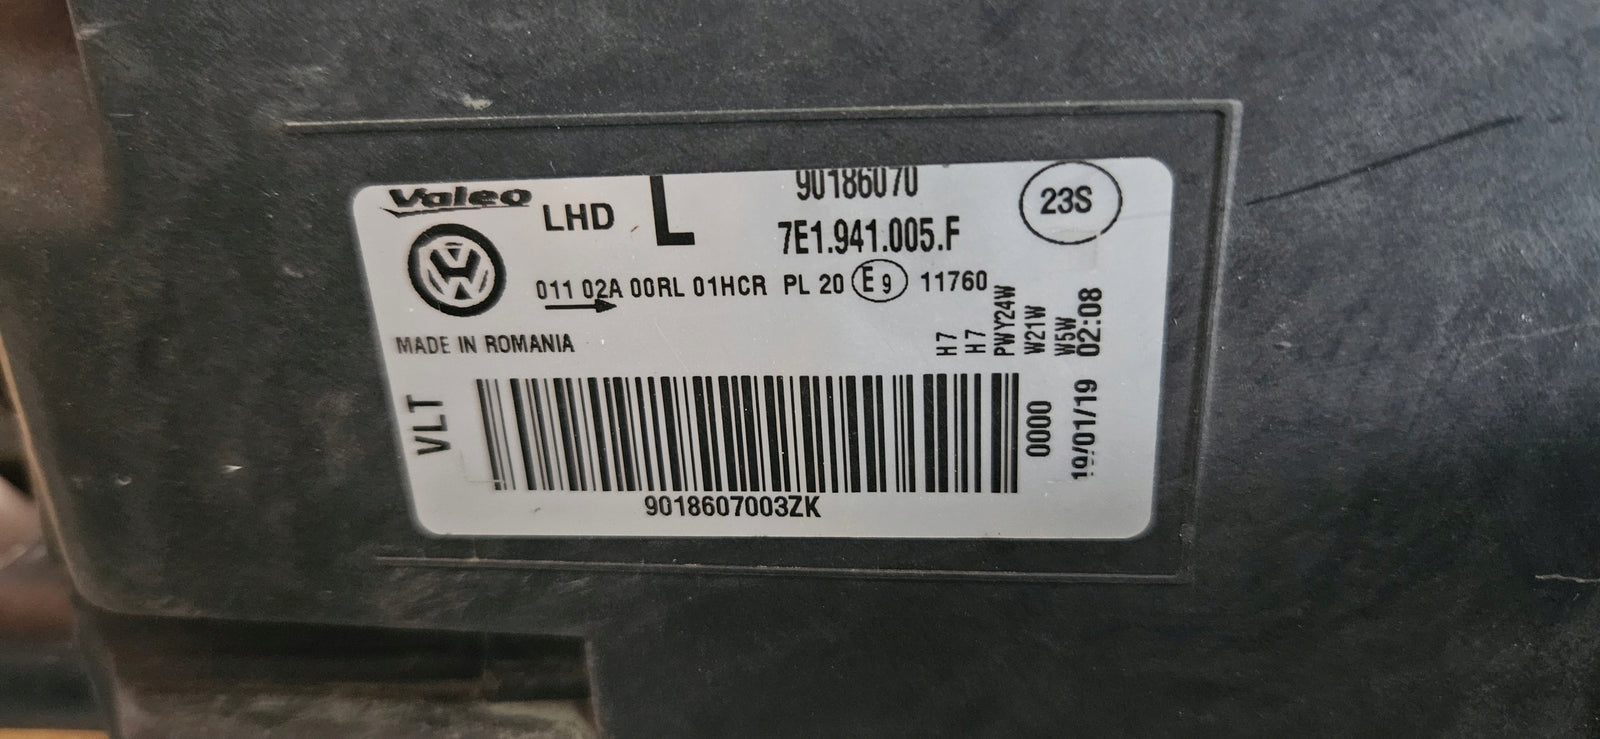 Valeo
LHD L 90186070 23S
7E1.941.005.F
011 02A 00RL 01HCR PL 20 E9 11760
MADE IN ROMANIA
H7
H7
PWY24W
W21W
W5W
02:08
VLT
0000
19/01/19
9018607003ZK